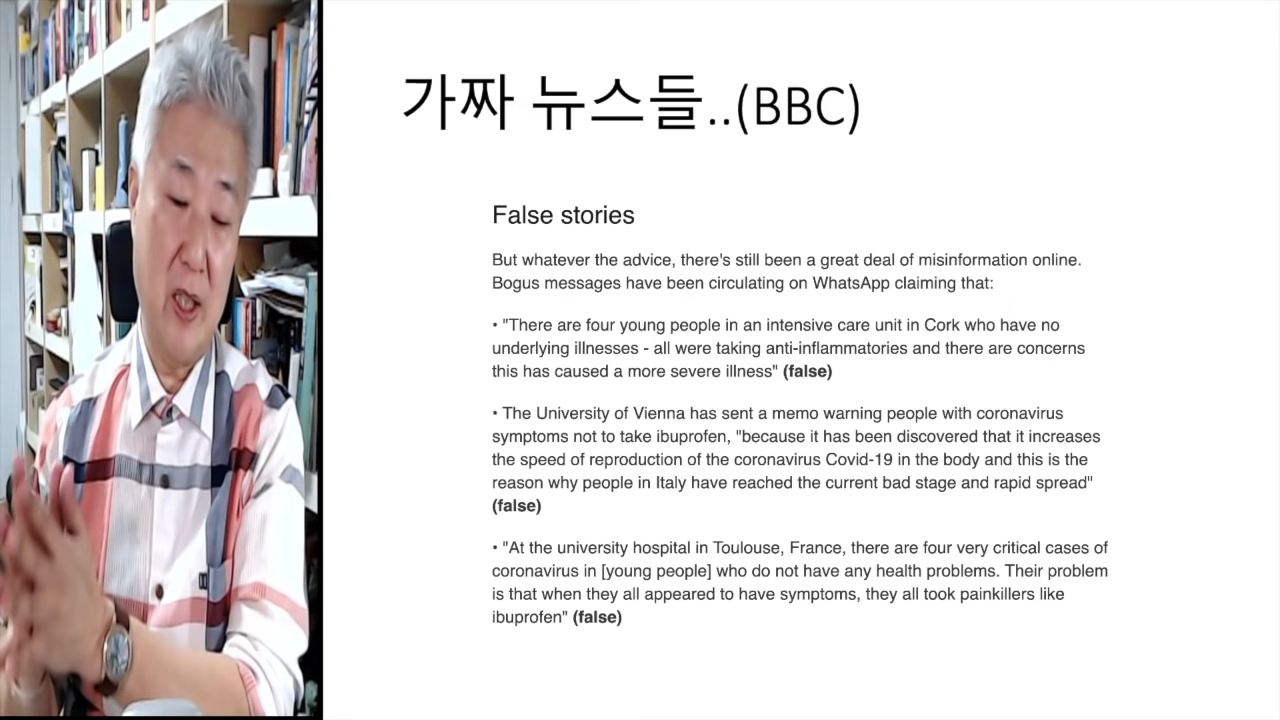 가짜 뉴스들..(BBC)
False stories
But whatever the advice, there's still been a great deal of misinformation online.
Bogus messages have been circulating on WhatsApp claiming that:
• "There are four young people in an intensive care unit in Cork who have no
underlying illnesses - all were taking anti-inflammatories and there are concerns
this has caused a more severe illness" (false)
• The University of Vienna has sent a memo warning people with coronavirus
symptoms not to take ibuprofen, "because it has been discovered that it increases
the speed of reproduction of the coronavirus Covid-19 in the body and this is the
reason why people in Italy have reached the current bad stage and rapid spread"
(false)
• "At the university hospital in Toulouse, France, there are four very critical cases of
coronavirus in [young people] who do not have any health problems. Their problem
is that when they all appeared to have symptoms, they all took painkillers like
ibuprofen" (false)